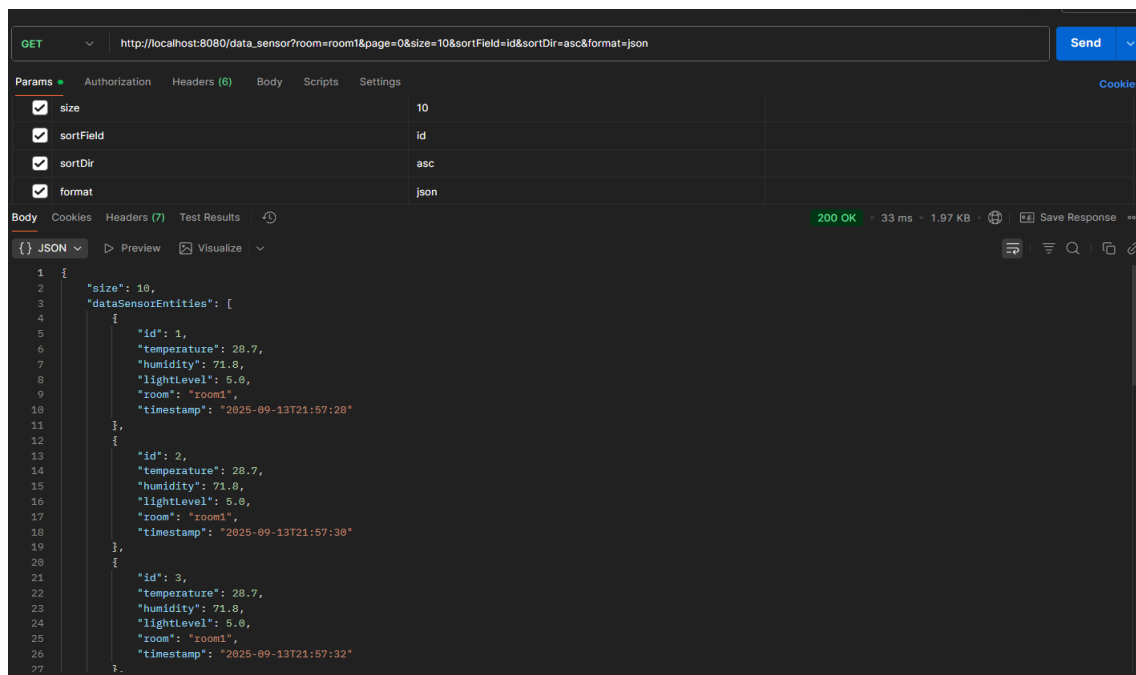 GET http://localhost:8080/data_sensor?room=room1&page=0&size=10&sortField=id&sortDir=asc&format=json Send
Params Authorization Headers (6) Body Scripts Settings Cookies
size 10
sortField id
sortDir asc
format json
Body Cookies Headers (7) Test Results 200 OK 33 ms 1.97 KB Save Response
{} JSON Preview Visualize
1 {
2 "size": 10,
3 "dataSensorEntities": [
4 {
5 "id": 1,
6 "temperature": 28.7,
7 "humidity": 71.8,
8 "lightLevel": 5.0,
9 "room": "room1",
10 "timestamp": "2025-09-13T21:57:28"
11 },
12 {
13 "id": 2,
14 "temperature": 28.7,
15 "humidity": 71.8,
16 "lightLevel": 5.0,
17 "room": "room1",
18 "timestamp": "2025-09-13T21:57:30"
19 },
20 {
21 "id": 3,
22 "temperature": 28.7,
23 "humidity": 71.8,
24 "lightLevel": 5.0,
25 "room": "room1",
26 "timestamp": "2025-09-13T21:57:32"
27 },